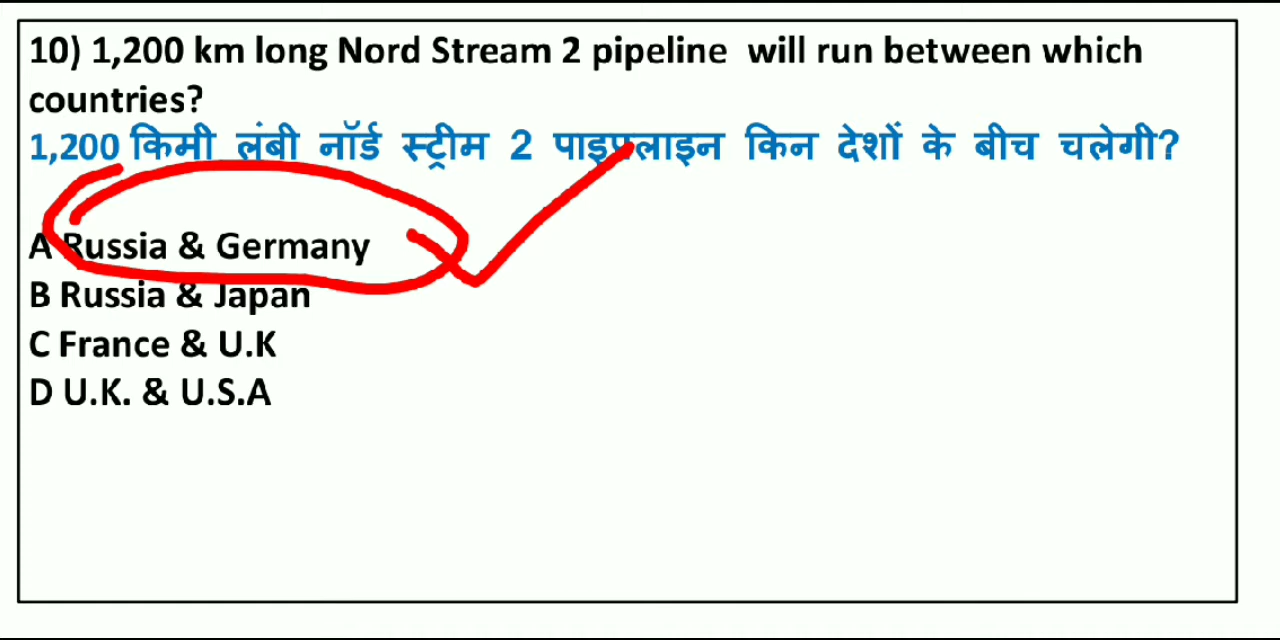 10) 1,200 km long Nord Stream 2 pipeline will run between which
countries?
1,200 किमी लंबी नॉर्ड स्ट्रीम 2 पाइपलाइन किन देशों के बीच चलेगी?
A Russia & Germany
B Russia & Japan
C France & U.K
D U.K. & U.S.A